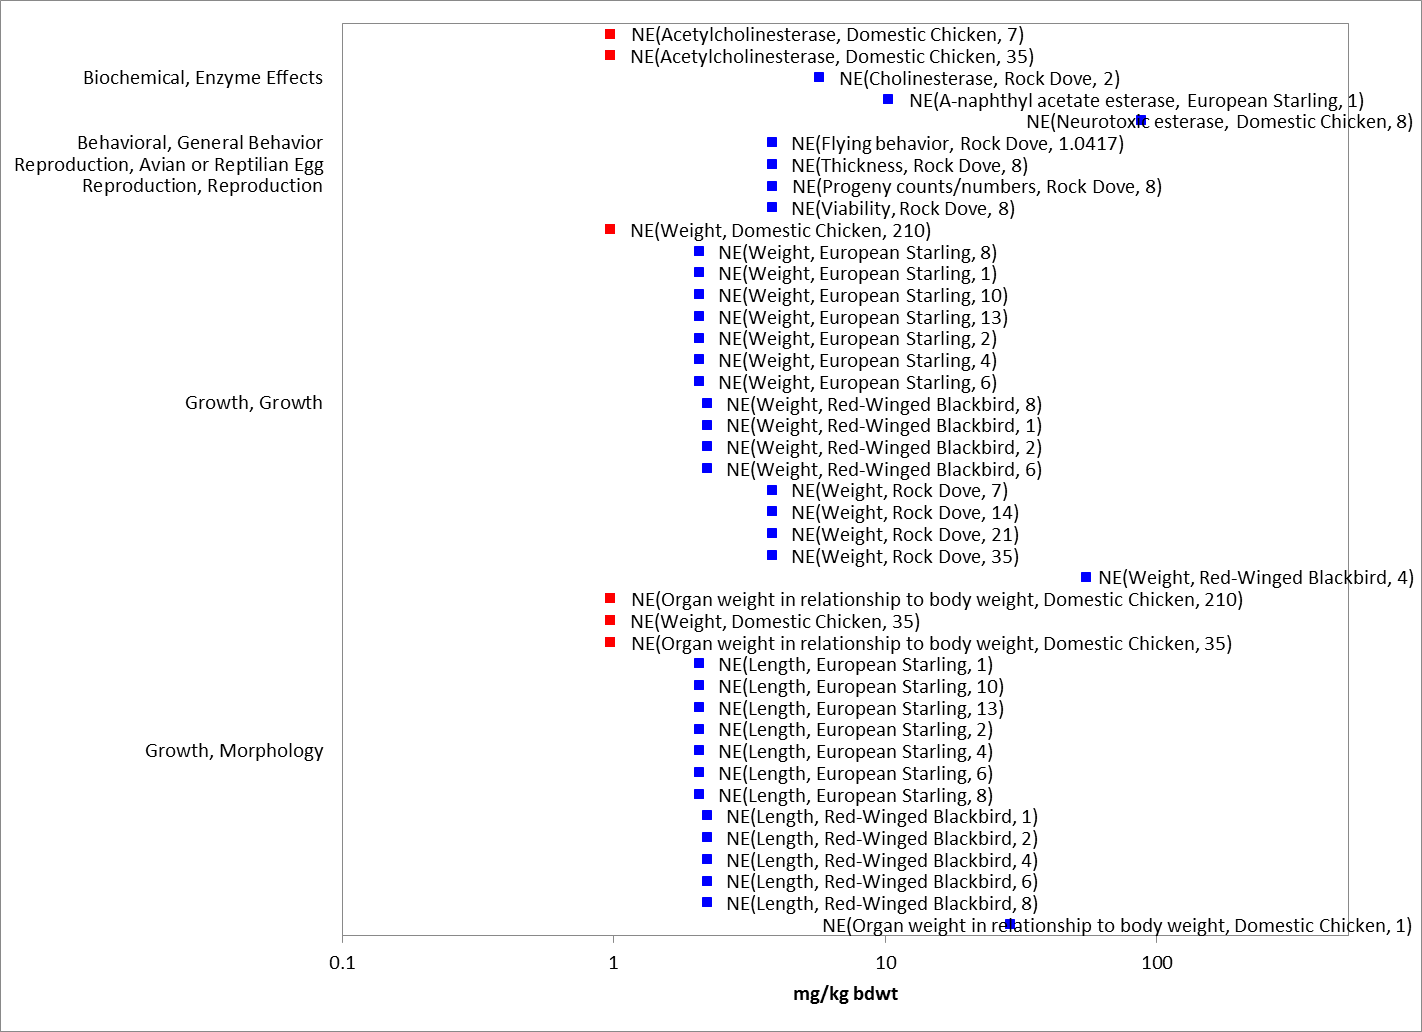 NE(Acetylcholinesterase, Domestic Chicken, 7)
NE(Acetylcholinesterase, Domestic Chicken, 35)
Biochemical, Enzyme Effects
NE(Cholinesterase, Rock Dove, 2)
NE(A-naphthyl acetate esterase, European Starling, 1)
NE(Neurotoxic esterase, Domestic Chicken, 8)
Behavioral, General Behavior
NE(Flying behavior, Rock Dove, 1.0417)
Reproduction, Avian or Reptilian Egg
NE(Thickness, Rock Dove, 8)
Reproduction, Reproduction
NE(Progeny counts/numbers, Rock Dove, 8)
NE(Viability, Rock Dove, 8)
NE(Weight, Domestic Chicken, 210)
NE(Weight, European Starling, 8)
NE(Weight, European Starling, 1)
NE(Weight, European Starling, 10)
NE(Weight, European Starling, 13)
NE(Weight, European Starling, 2)
NE(Weight, European Starling, 4)
NE(Weight, European Starling, 6)
Growth, Growth
NE(Weight, Red-Winged Blackbird, 8)
NE(Weight, Red-Winged Blackbird, 1)
NE(Weight, Red-Winged Blackbird, 2)
NE(Weight, Red-Winged Blackbird, 6)
NE(Weight, Rock Dove, 7)
NE(Weight, Rock Dove, 14)
NE(Weight, Rock Dove, 21)
NE(Weight, Rock Dove, 35)
NE(Weight, Red-Winged Blackbird, 4)
NE(Organ weight in relationship to body weight, Domestic Chicken, 210)
NE(Weight, Domestic Chicken, 35)
NE(Organ weight in relationship to body weight, Domestic Chicken, 35)
NE(Length, European Starling, 1)
NE(Length, European Starling, 10)
NE(Length, European Starling, 13)
NE(Length, European Starling, 2)
Growth, Morphology
NE(Length, European Starling, 4)
NE(Length, European Starling, 6)
NE(Length, European Starling, 8)
NE(Length, Red-Winged Blackbird, 1)
NE(Length, Red-Winged Blackbird, 2)
NE(Length, Red-Winged Blackbird, 4)
NE(Length, Red-Winged Blackbird, 6)
NE(Length, Red-Winged Blackbird, 8)
NE(Organ weight in relationship to body weight, Domestic Chicken, 1)
0.1 1 10 100
mg/kg bdwt